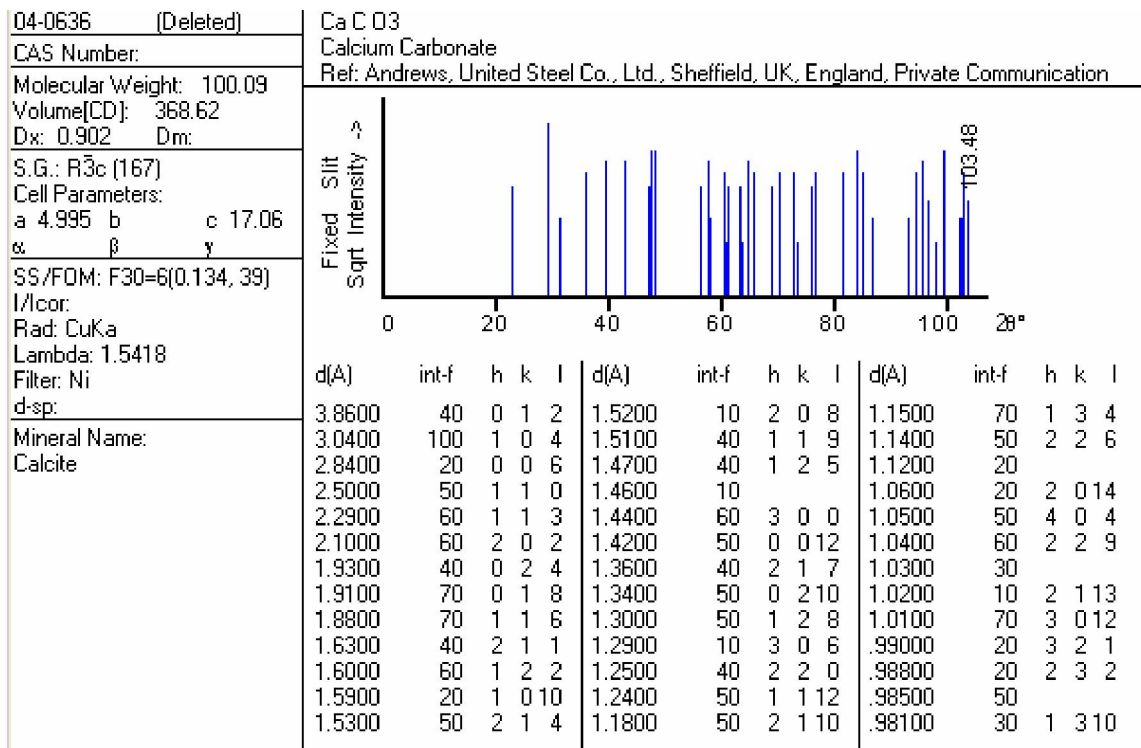 04-0636 (Deleted)
CAS Number:
Molecular Weight: 100.09
Volume[CD]: 368.62
Dx: 0.902 Dm:
S.G.: R3̄c (167)
Cell Parameters:
a 4.995 b c 17.06
α β γ
SS/FOM: F30=6(0.134, 39)
I/Icor:
Rad: CuKa
Lambda: 1.5418
Filter: Ni
d-sp:
Mineral Name:
Calcite
Ca C O3
Calcium Carbonate
Ref: Andrews, United Steel Co., Ltd., Sheffield, UK, England, Private Communication
Fixed Slit
Sqrt Intensity ->
103.48
0 20 40 60 80 100 2θ°
d(A) int-f h k l d(A) int-f h k l d(A) int-f h k l
3.8600 40 0 1 2 1.5200 10 2 0 8 1.1500 70 1 3 4
3.0400 100 1 0 4 1.5100 40 1 1 9 1.1400 50 2 2 6
2.8400 20 0 0 6 1.4700 40 1 2 5 1.1200 20
2.5000 50 1 1 0 1.4600 10 1.0600 20 2 0 14
2.2900 60 1 1 3 1.4400 60 3 0 0 1.0500 50 4 0 4
2.1000 60 2 0 2 1.4200 50 0 0 12 1.0400 60 2 2 9
1.9300 40 0 2 4 1.3600 40 2 1 7 1.0300 30
1.9100 70 0 1 8 1.3400 50 0 2 10 1.0200 10 2 1 13
1.8800 70 1 1 6 1.3000 50 1 2 8 1.0100 70 3 0 12
1.6300 40 2 1 1 1.2900 10 3 0 6 .99000 20 3 2 1
1.6000 60 1 2 2 1.2500 40 2 2 0 .98800 20 2 3 2
1.5900 20 1 0 10 1.2400 50 1 1 12 .98500 50
1.5300 50 2 1 4 1.1800 50 2 1 10 .98100 30 1 3 10